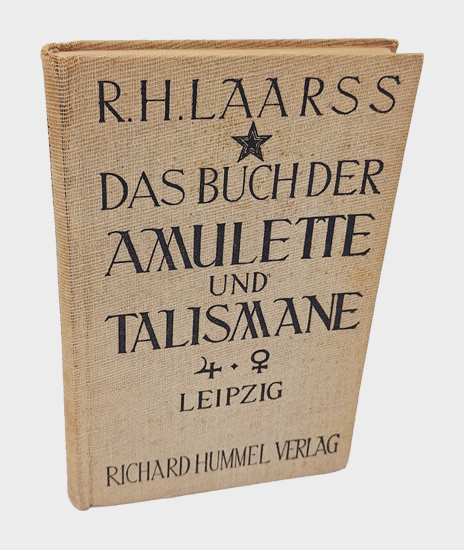 R.H.LAARSS
DAS BUCH DER
AMULETTE
UND
TALISMANE
♃ · ♀
LEIPZIG
RICHARD HUMMEL VERLAG